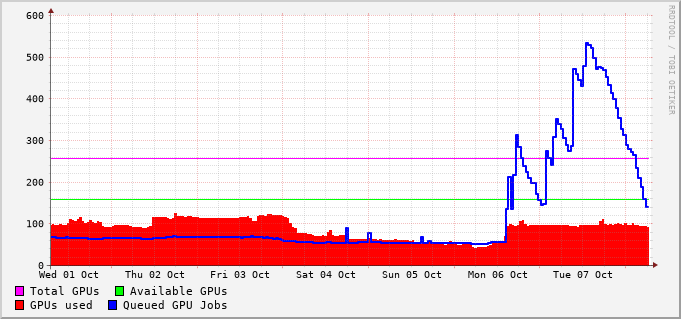 RRDTOOL / TOBI OETIKER
600
500
400
300
200
100
0
Wed 01 Oct Thu 02 Oct Fri 03 Oct Sat 04 Oct Sun 05 Oct Mon 06 Oct Tue 07 Oct
Total GPUs Available GPUs
GPUs used Queued GPU Jobs